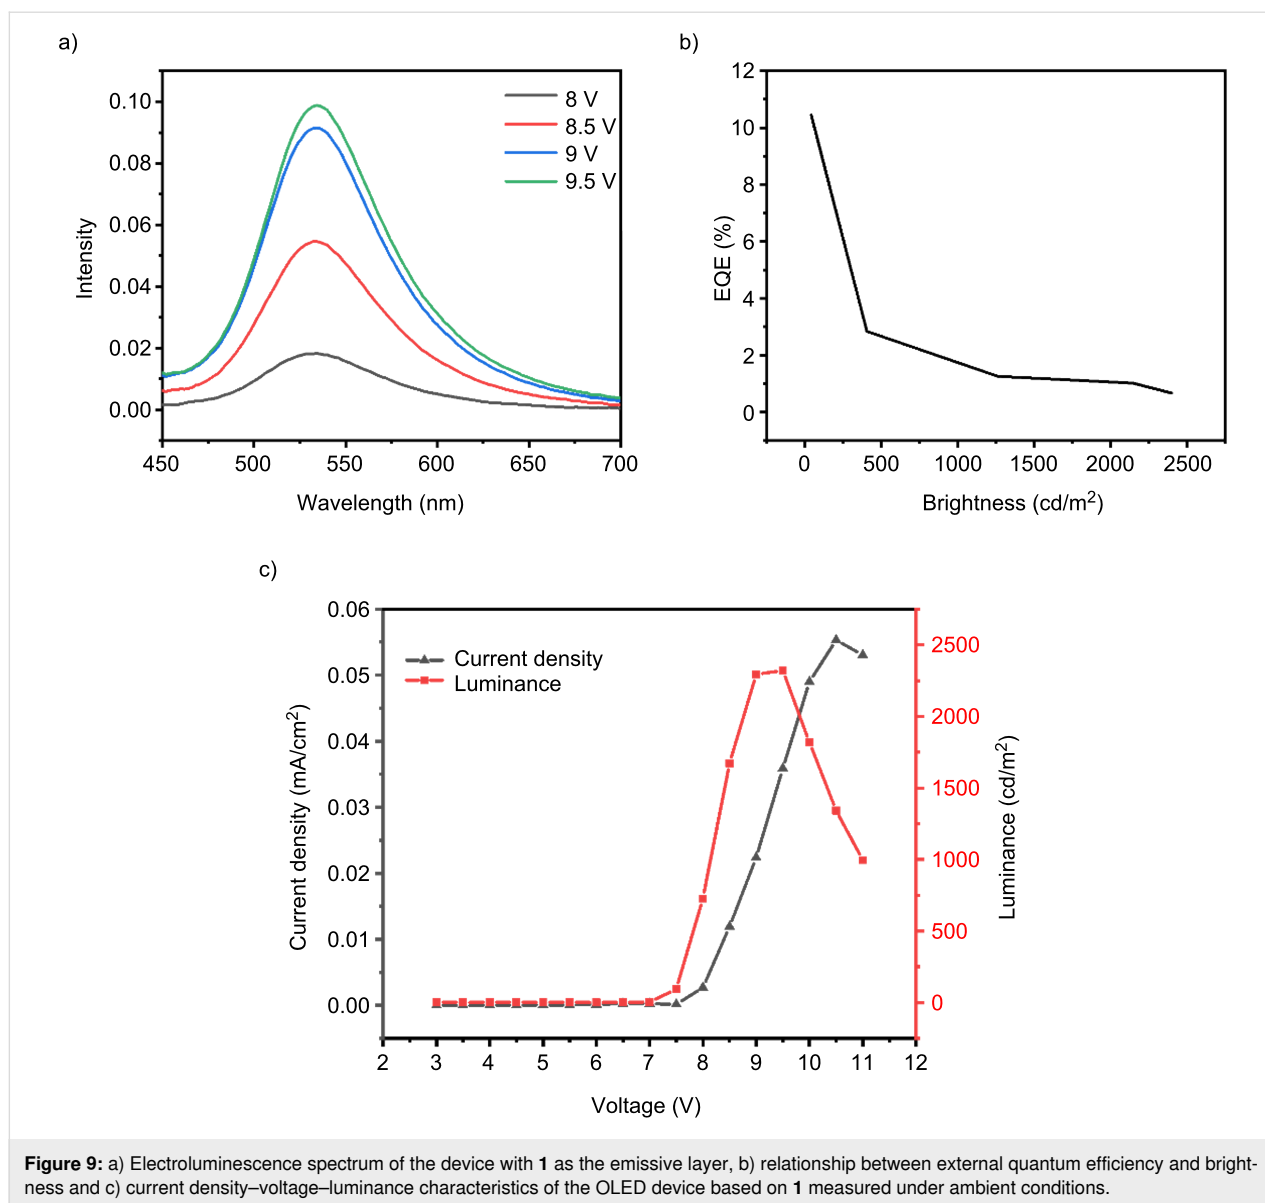 a)
0.10
0.08
0.06
0.04
0.02
0.00
Intensity
8 V
8.5 V
9 V
9.5 V
450 500 550 600 650 700
Wavelength (nm)
b)
12
10
8
6
4
2
0
EQE (%)
0 500 1000 1500 2000 2500
Brightness (cd/m²)
c)
0.06
0.05
0.04
0.03
0.02
0.01
0.00
Current density (mA/cm²)
Current density
Luminance
2500
2000
1500
1000
500
0
Luminance (cd/m²)
2 3 4 5 6 7 8 9 10 11 12
Voltage (V)
Figure 9: a) Electroluminescence spectrum of the device with 1 as the emissive layer, b) relationship between external quantum efficiency and bright-
ness and c) current density–voltage–luminance characteristics of the OLED device based on 1 measured under ambient conditions.